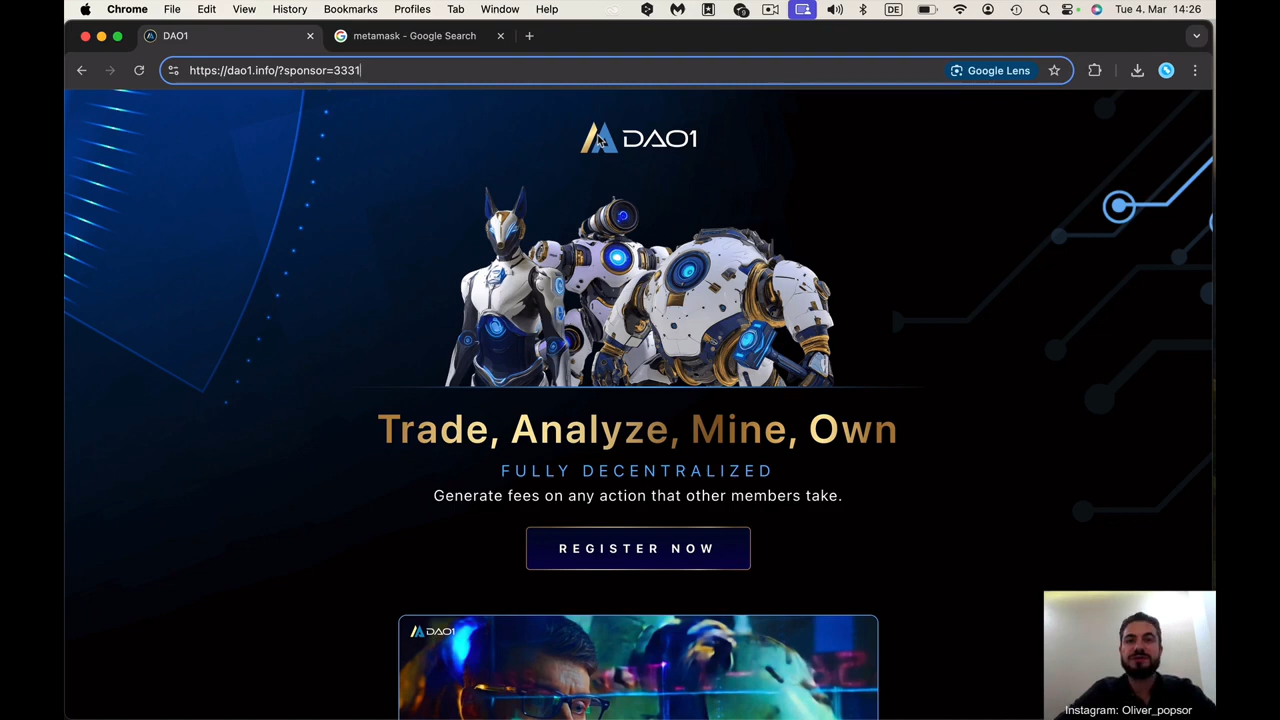 Chrome File Edit View History Bookmarks Profiles Tab Window Help DE Tue 4. Mar 14:26
DAO1 metamask - Google Search
https://dao1.info/?sponsor=3331 Google Lens
DAO1
Trade, Analyze, Mine, Own
FULLY DECENTRALIZED
Generate fees on any action that other members take.
REGISTER NOW
DAO1
Instagram: Oliver_popsor